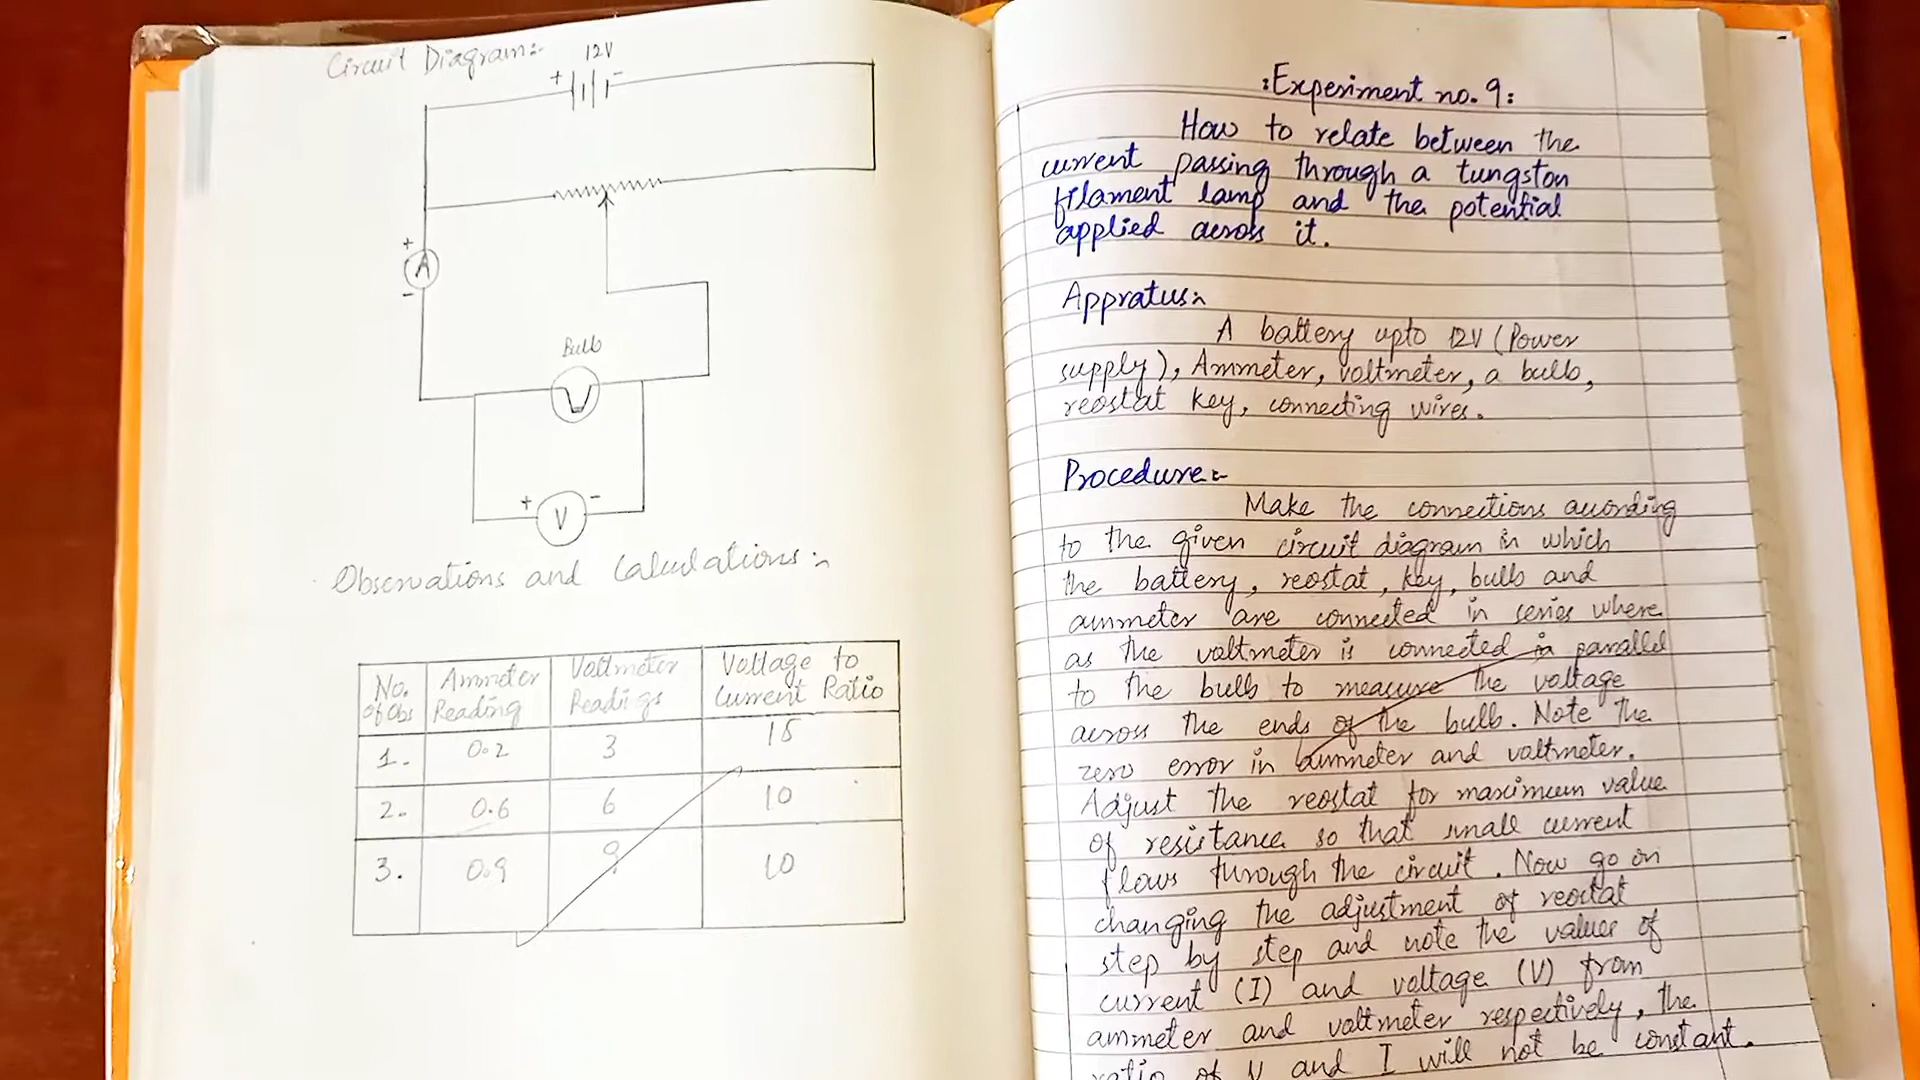 Circuit Diagram:-
12V
+ -
+
A
-
Bulb
+ -
V
Observations and Calculations:-
No. of Obs | Ammeter Reading | Voltmeter Readigs | Voltage to Current Ratio
1. | 0.2 | 3 | 15
2. | 0.6 | 6 | 10
3. | 0.9 | 9 | 10
:Experiment no. 9:
How to relate between the
current passing through a tungston
filament lamp and the potential
applied across it.
Appratus:-
A battery upto 12V (Power
supply), Ammeter, voltmeter, a bulb,
reostat key, connecting wires.
Procedure:-
Make the connections according
to the given circuit diagram in which
the battery, reostat, key, bulb and
ammeter are connected in series where
as the voltmeter is connected in parallel
to the bulb to measure the voltage
across the ends of the bulb. Note the
zero error in ammeter and voltmeter.
Adjust the reostat for maximum value
of resistance so that small current
flows through the circuit. Now go on
changing the adjustment of reostat
step by step and note the values of
current (I) and voltage (V) from
ammeter and voltmeter respectively, the
ratio of V and I will not be constant.